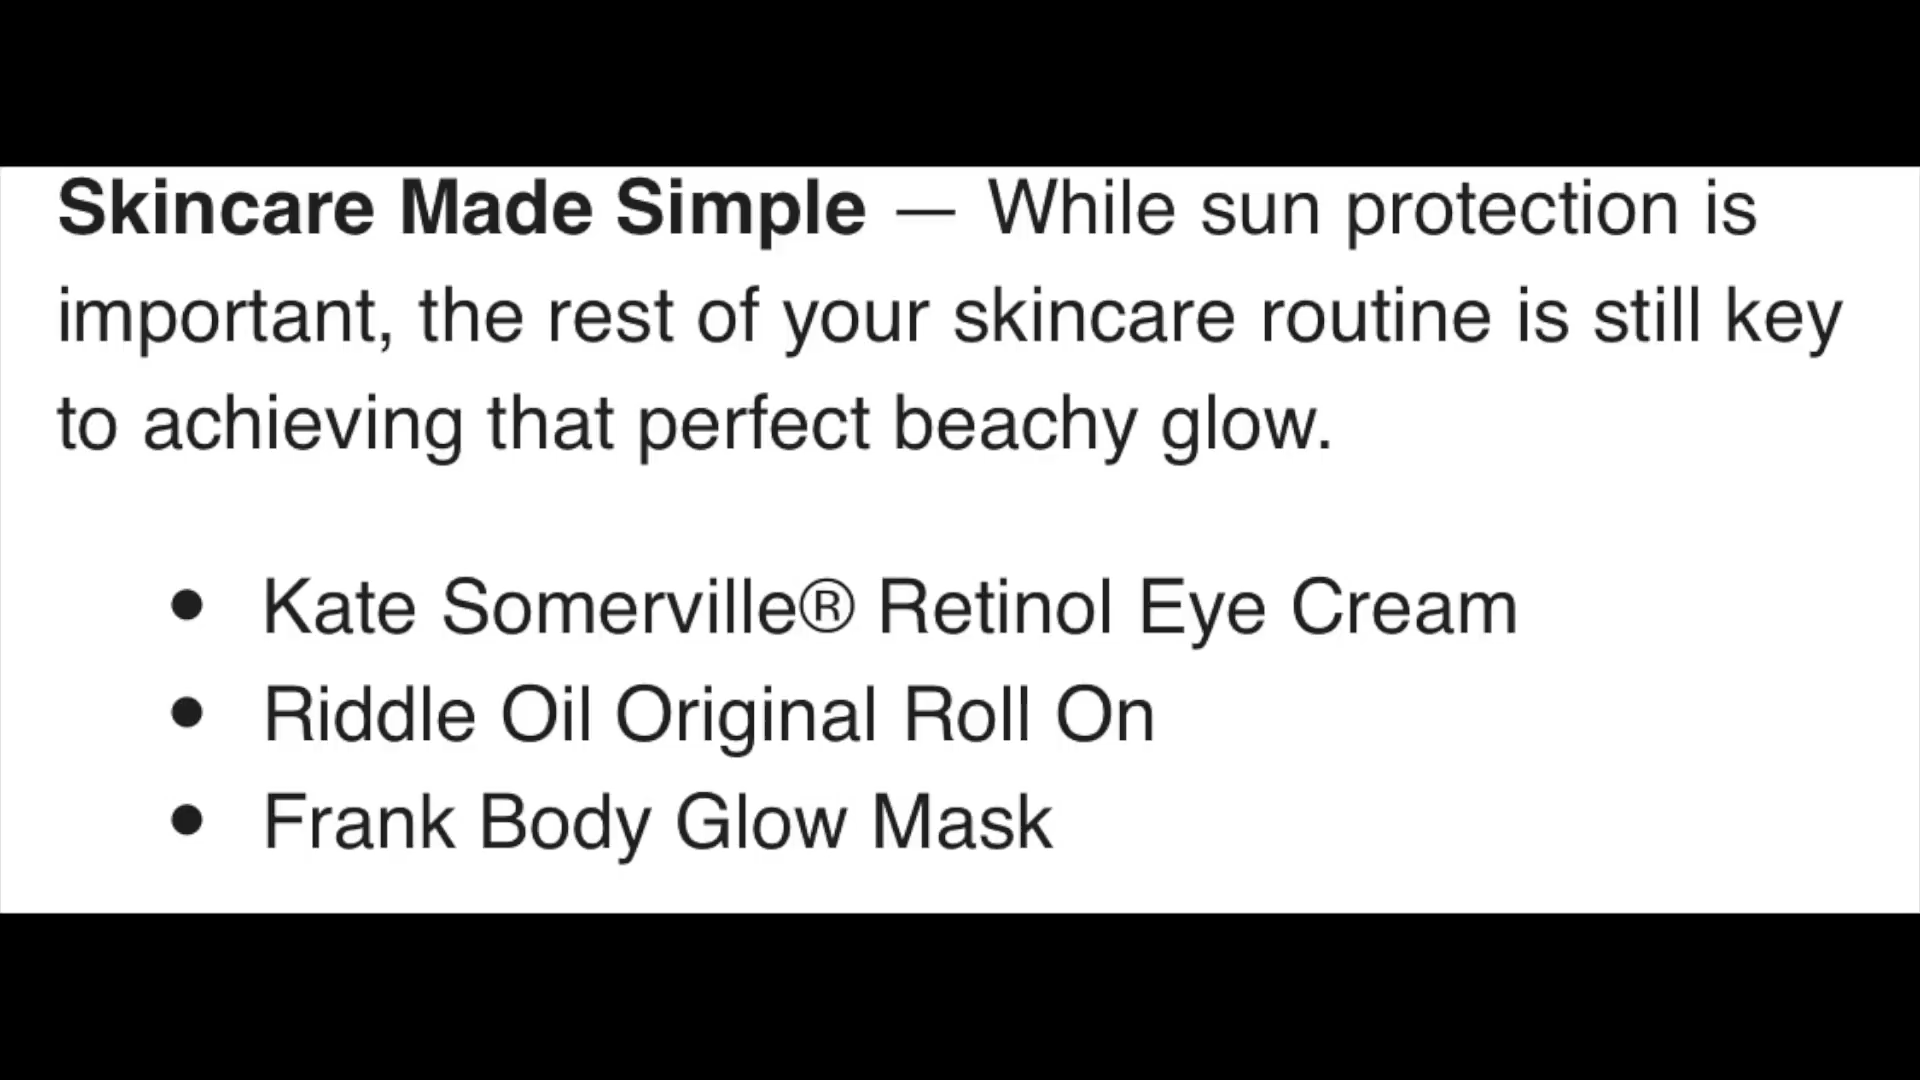 Skincare Made Simple — While sun protection is
important, the rest of your skincare routine is still key
to achieving that perfect beachy glow.
• Kate Somerville® Retinol Eye Cream
• Riddle Oil Original Roll On
• Frank Body Glow Mask